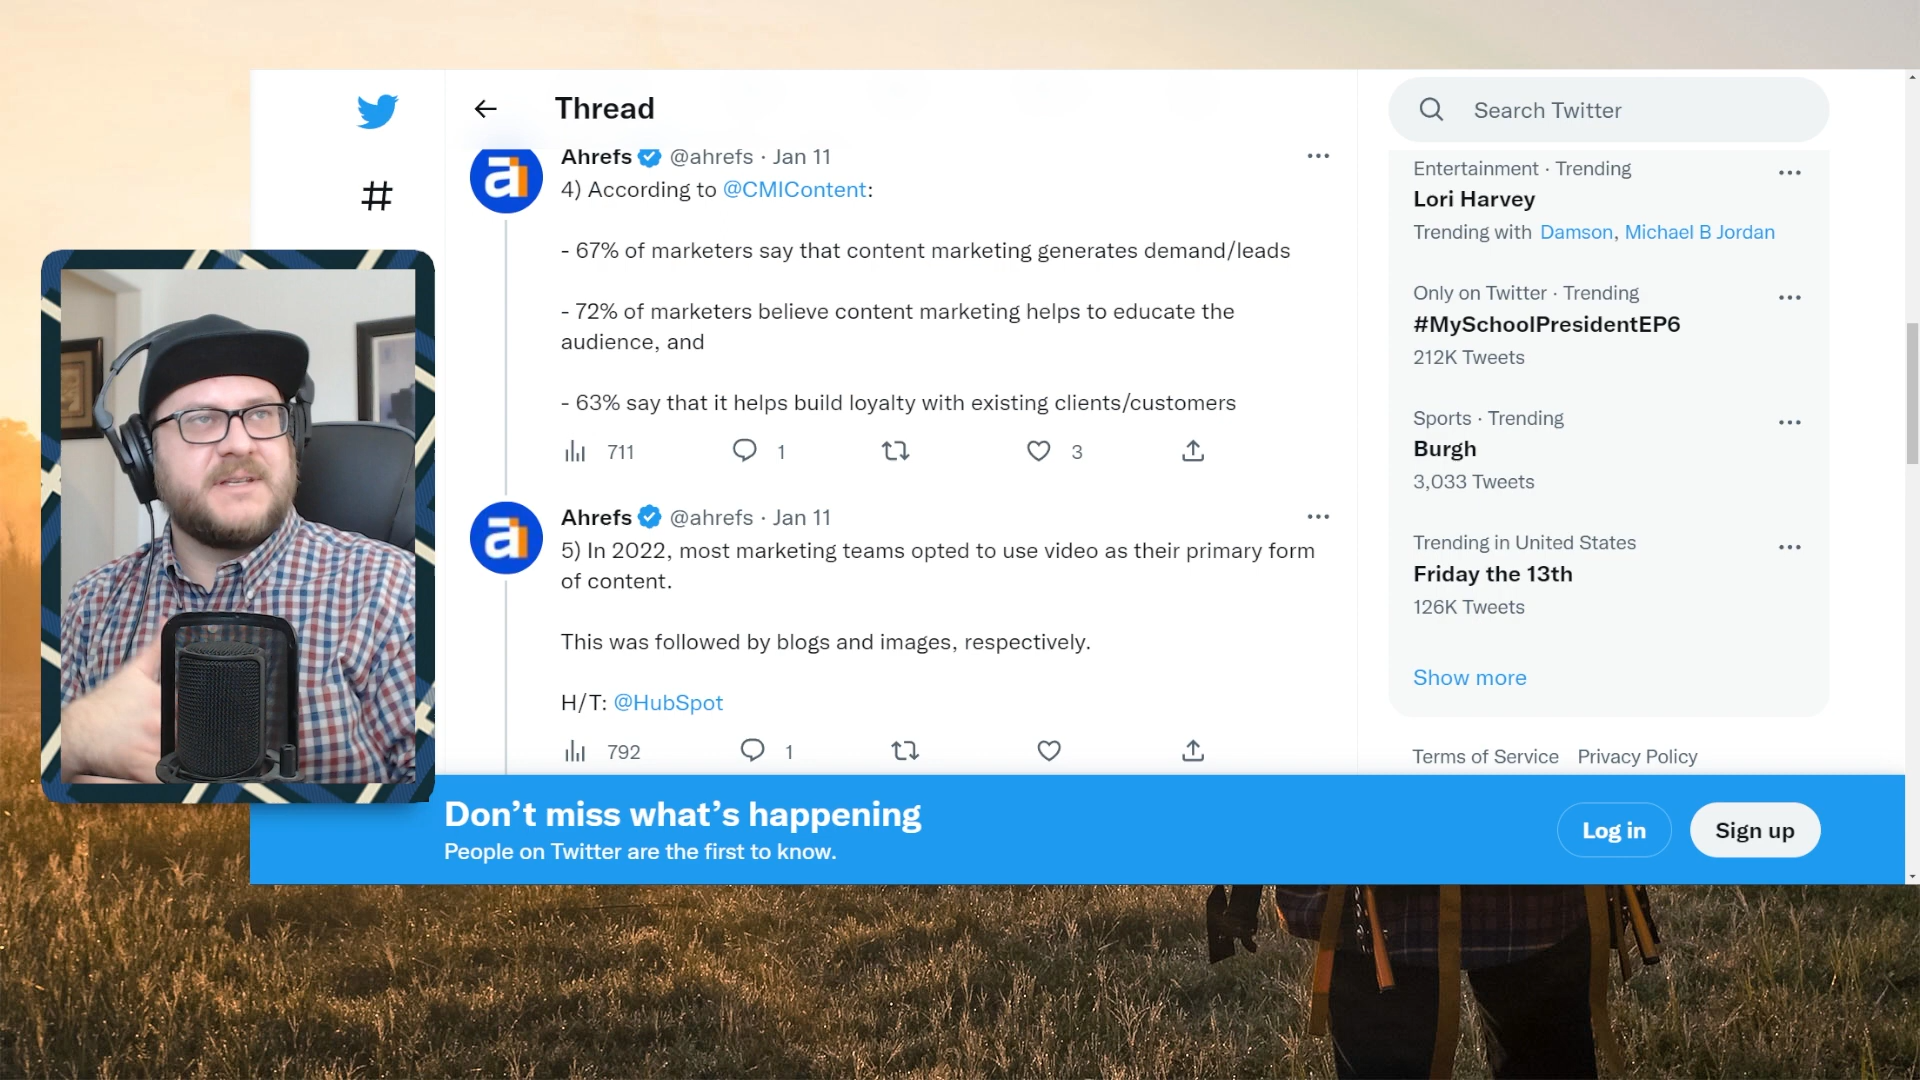 Thread
Ahrefs @ahrefs · Jan 11
4) According to @CMIContent:
- 67% of marketers say that content marketing generates demand/leads
- 72% of marketers believe content marketing helps to educate the
audience, and
- 63% say that it helps build loyalty with existing clients/customers
711 1 3
Ahrefs @ahrefs · Jan 11
5) In 2022, most marketing teams opted to use video as their primary form
of content.
This was followed by blogs and images, respectively.
H/T: @HubSpot
792 1
Search Twitter
Entertainment · Trending
Lori Harvey
Trending with Damson, Michael B Jordan
Only on Twitter · Trending
#MySchoolPresidentEP6
212K Tweets
Sports · Trending
Burgh
3,033 Tweets
Trending in United States
Friday the 13th
126K Tweets
Show more
Terms of Service Privacy Policy
Don’t miss what’s happening
People on Twitter are the first to know.
Log in
Sign up